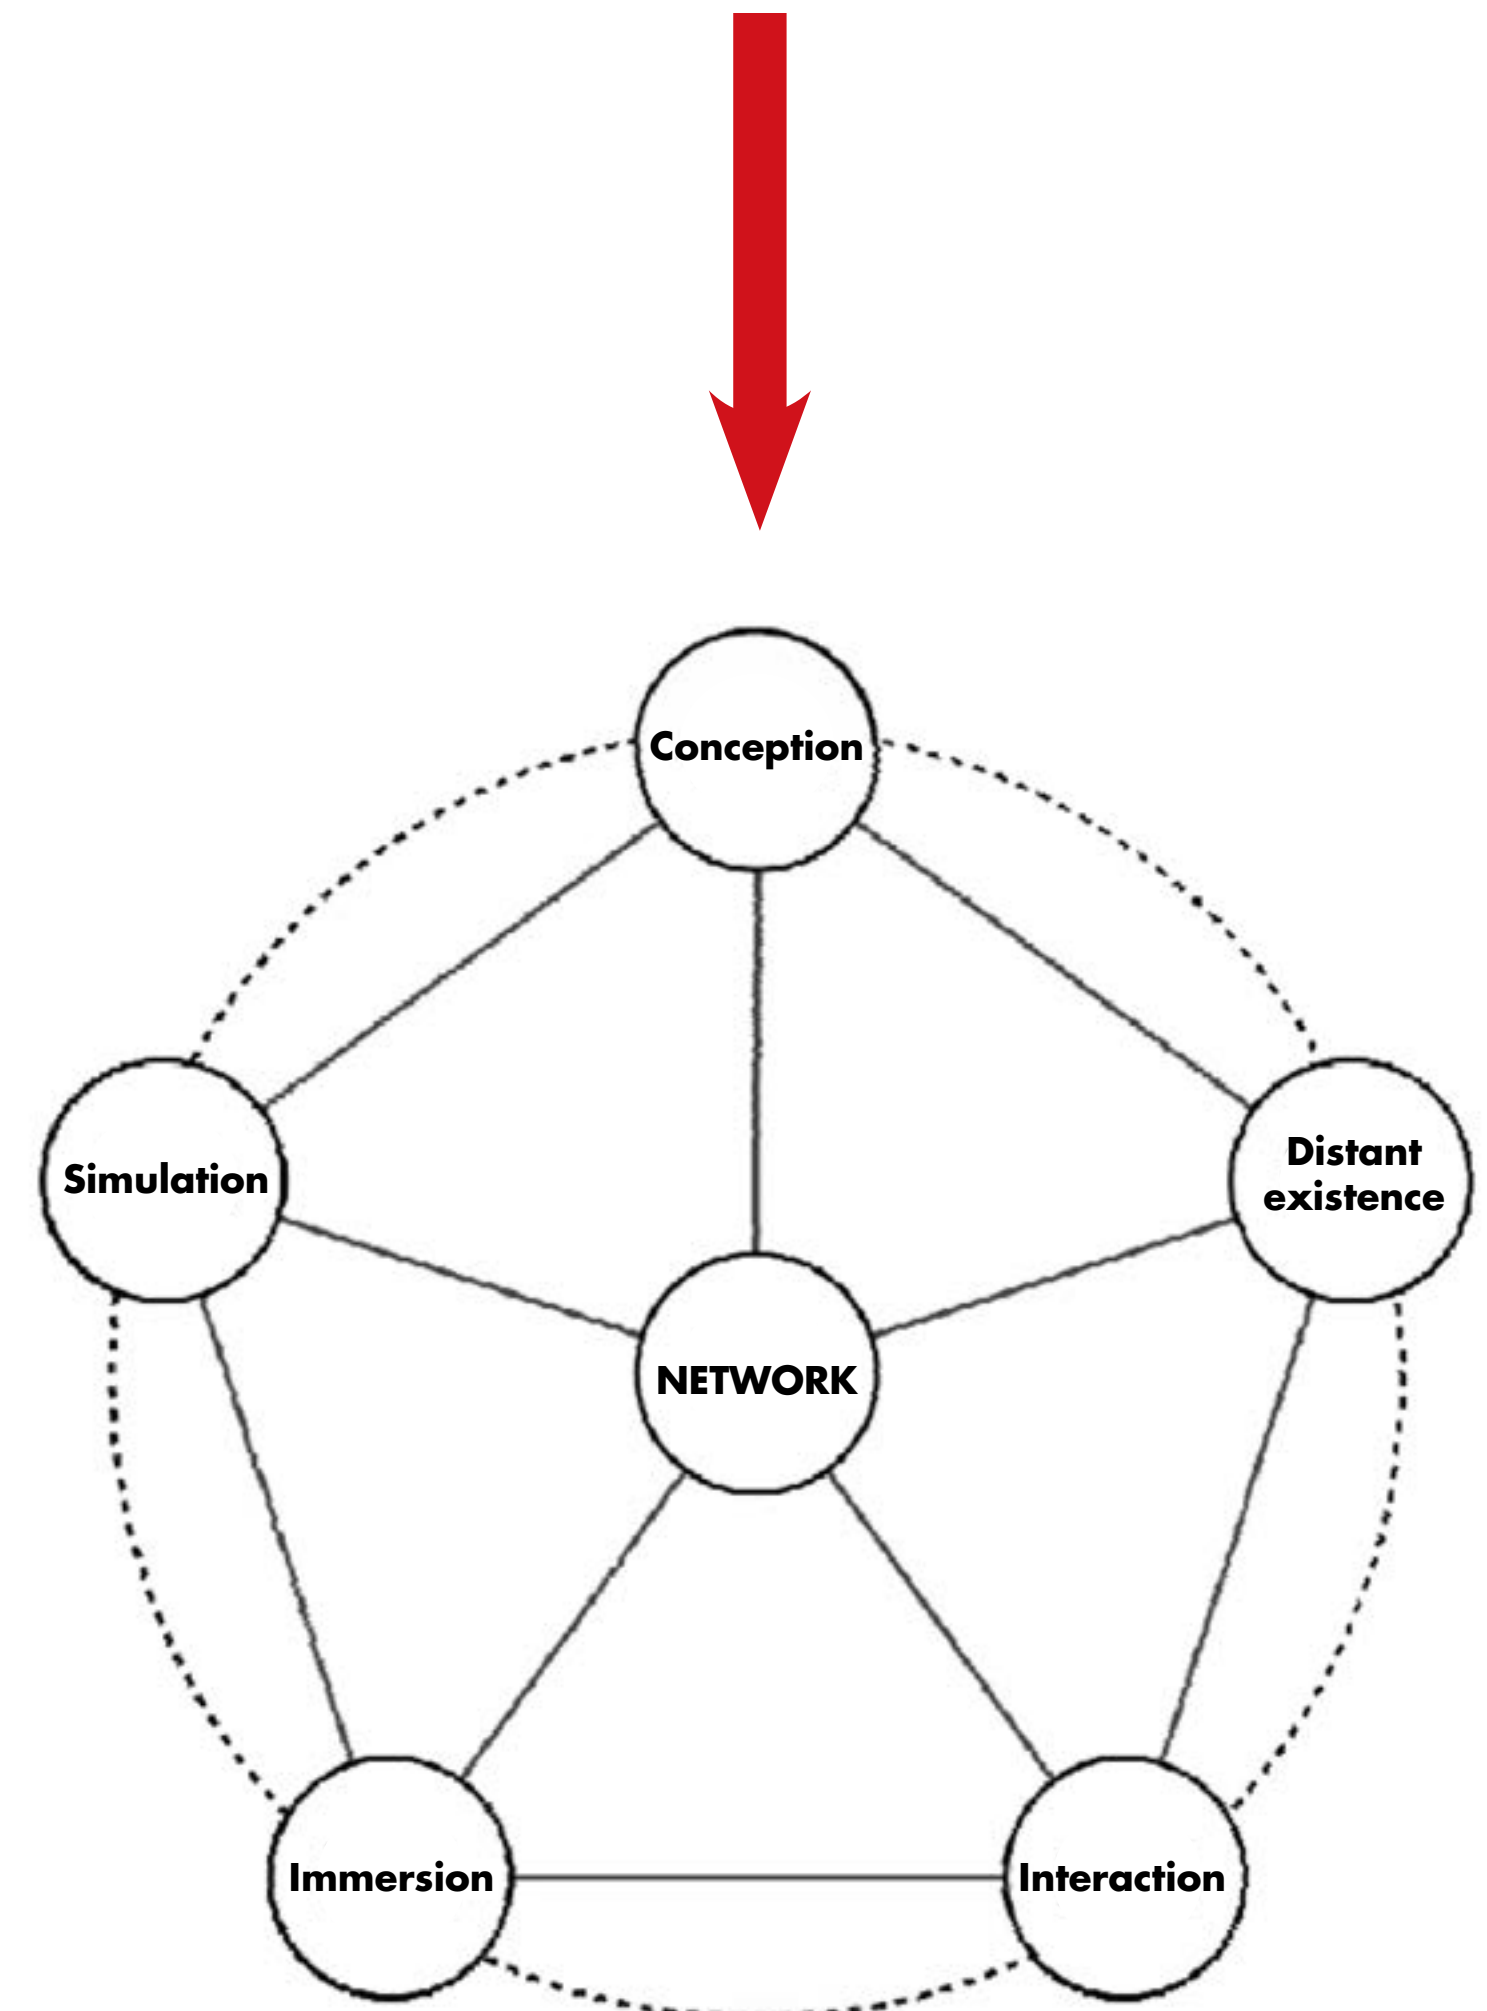 Conception
Simulation
Distant
existence
NETWORK
Immersion
Interaction